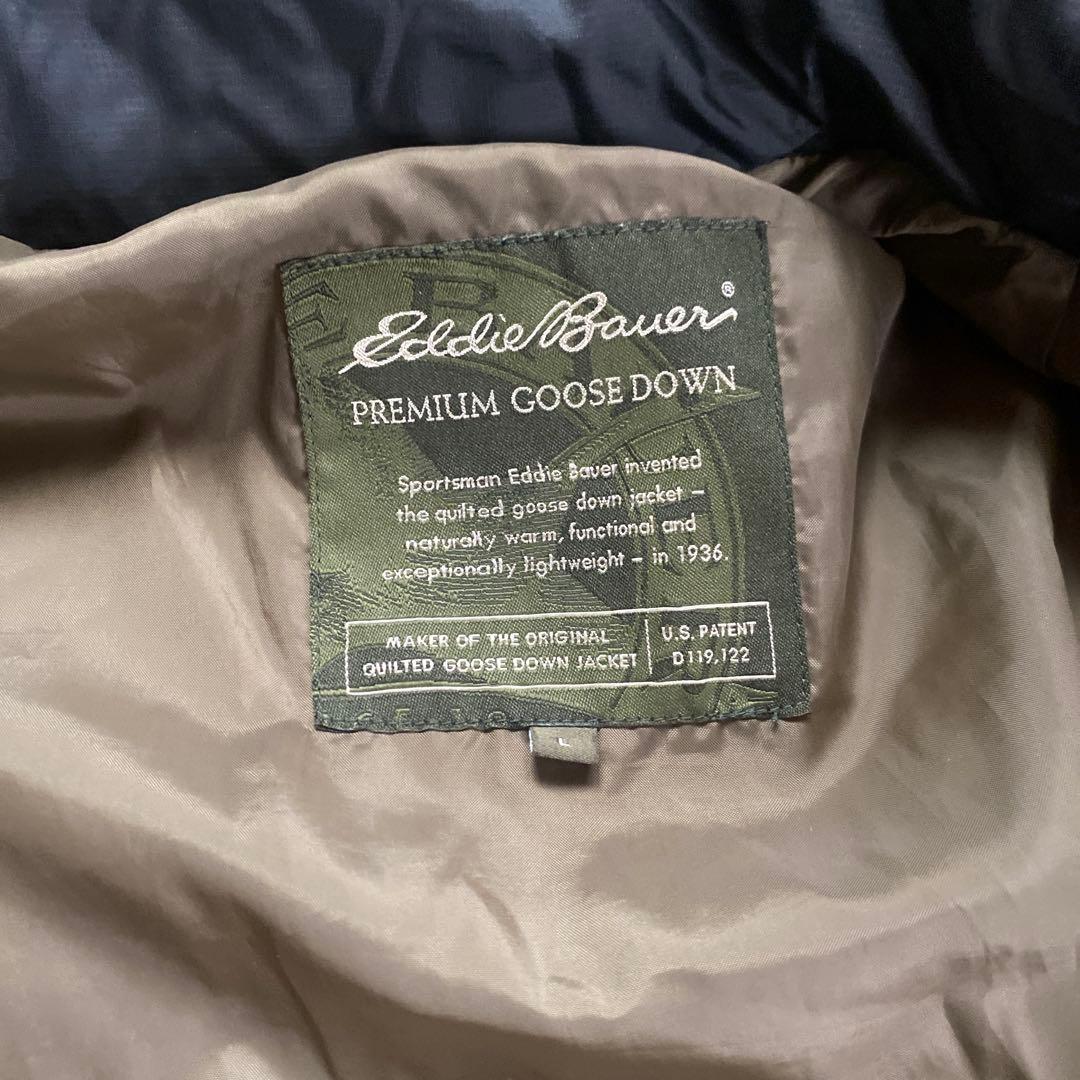 Eddie Bauer®
PREMIUM GOOSE DOWN
Sportsman Eddie Bauer invented
the quilted goose down jacket –
naturally warm, functional and
exceptionally lightweight – in 1936.
MAKER OF THE ORIGINAL
QUILTED GOOSE DOWN JACKET
U.S. PATENT
D119,122
L